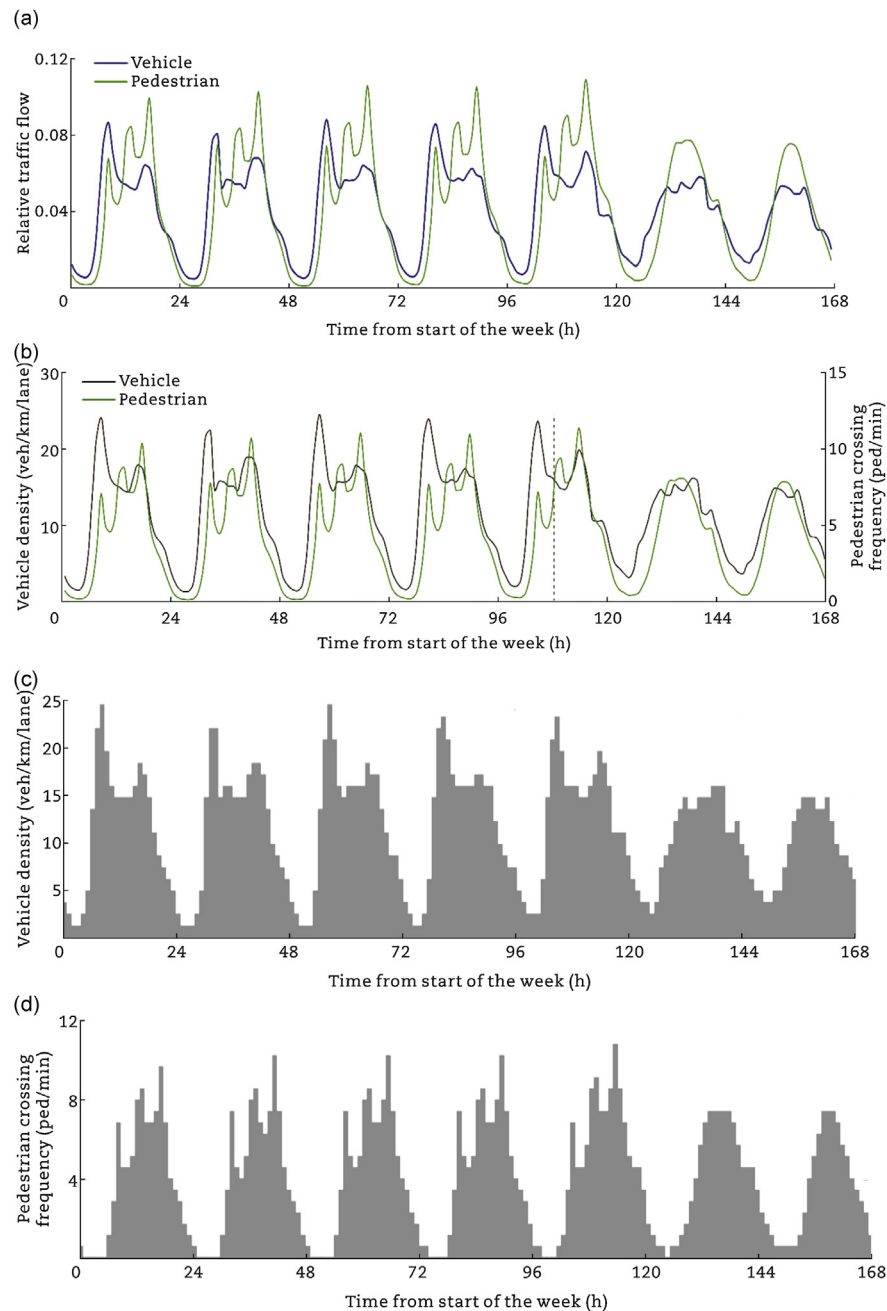 (a)
0.12
Vehicle
Pedestrian
0.08
0.04
Relative traffic flow
0 24 48 72 96 120 144 168
Time from start of the week (h)
(b)
30 15
Vehicle
Pedestrian
20 10
10 5
0
Vehicle density (veh/km/lane)
Pedestrian crossing
frequency (ped/min)
0 24 48 72 96 120 144 168
Time from start of the week (h)
(c)
25
20
15
10
5
Vehicle density (veh/km/lane)
0 24 48 72 96 120 144 168
Time from start of the week (h)
(d)
12
8
4
Pedestrian crossing
frequency (ped/min)
0 24 48 72 96 120 144 168
Time from start of the week (h)